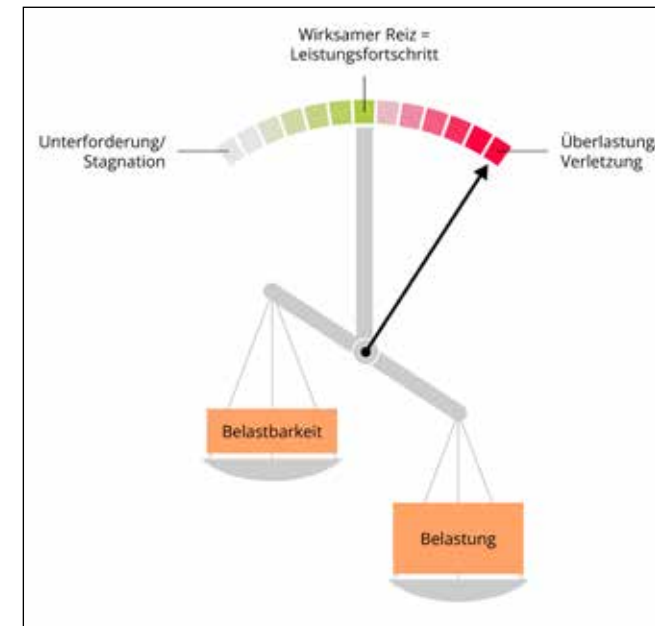 Wirksamer Reiz =
Leistungsfortschritt
Unterforderung/
Stagnation
Überlastung/
Verletzung
Belastbarkeit
Belastung